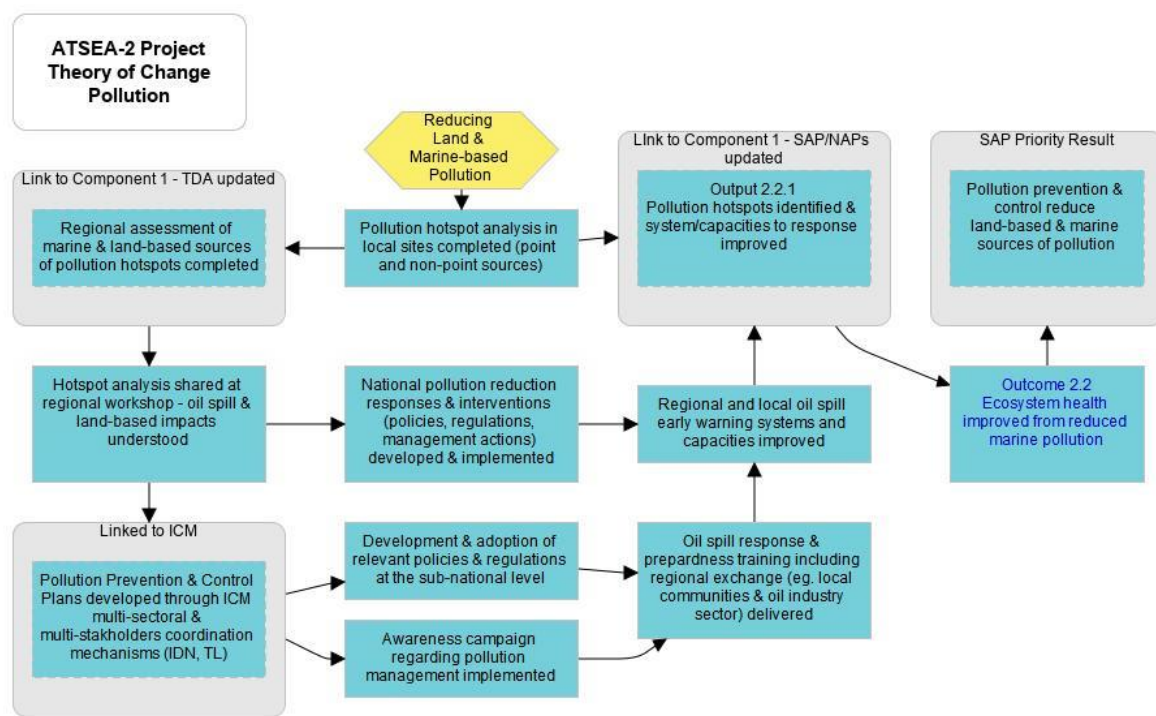 ATSEA-2 Project
Theory of Change
Pollution
Reducing
Land &
Marine-based
Pollution
Link to Component 1 - TDA updated
Regional assessment of
marine & land-based sources
of pollution hotspots completed
Pollution hotspot analysis in
local sites completed (point
and non-point sources)
LInk to Component 1 - SAP/NAPs
updated
Output 2.2.1
Pollution hotspots identified &
system/capacities to response
improved
SAP Priority Result
Pollution prevention &
control reduce
land-based & marine
sources of pollution
Hotspot analysis shared at
regional workshop - oil spill &
land-based impacts
understood
National pollution reduction
responses & interventions
(policies, regulations,
management actions)
developed & implemented
Regional and local oil spill
early warning systems and
capacities improved
Outcome 2.2
Ecosystem health
improved from reduced
marine pollution
Linked to ICM
Pollution Prevention & Control
Plans developed through ICM
multi-sectoral &
multi-stakholders coordination
mechanisms (IDN, TL)
Development & adoption of
relevant policies & regulations
at the sub-national level
Awareness campaign
regarding pollution
management implemented
Oil spill response &
prepardness training including
regional exchange (eg. local
communities & oil industry
sector) delivered